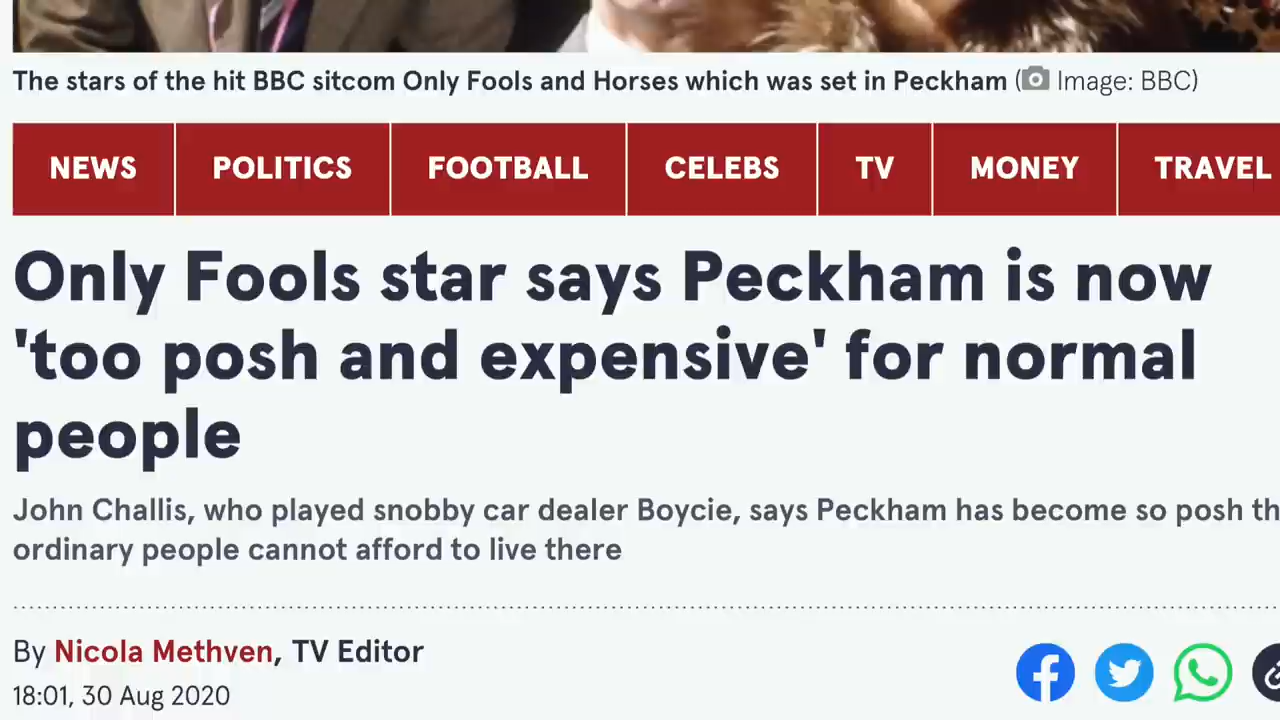 The stars of the hit BBC sitcom Only Fools and Horses which was set in Peckham (Image: BBC)
NEWS POLITICS FOOTBALL CELEBS TV MONEY TRAVEL
Only Fools star says Peckham is now
'too posh and expensive' for normal
people
John Challis, who played snobby car dealer Boycie, says Peckham has become so posh th
ordinary people cannot afford to live there
By Nicola Methven, TV Editor
18:01, 30 Aug 2020